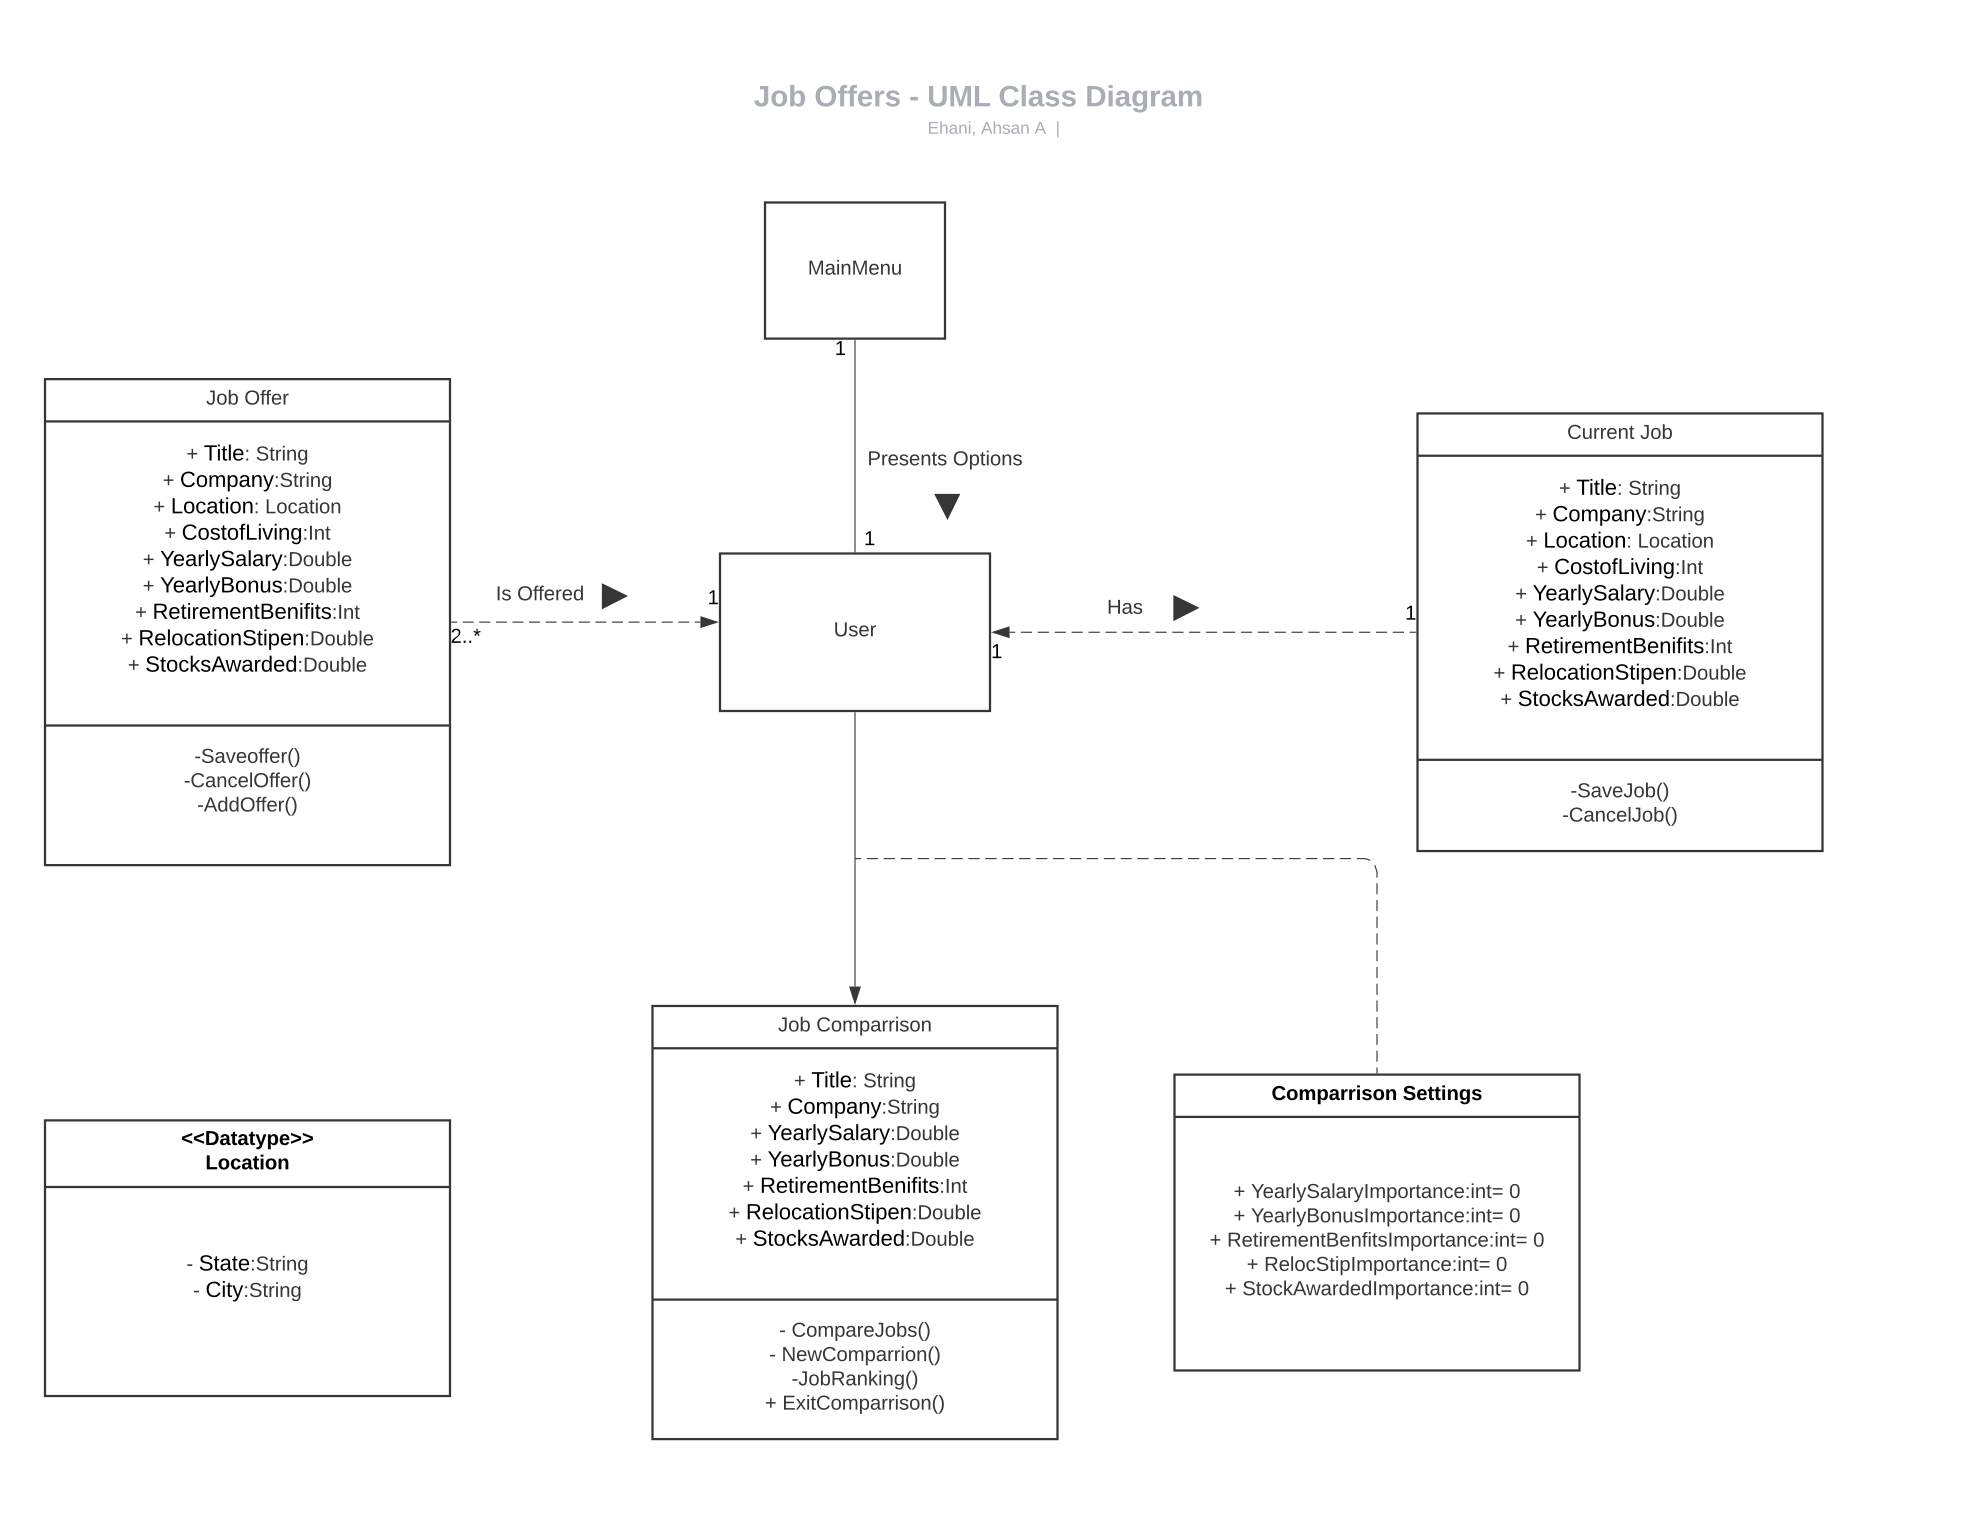 Job Offers - UML Class Diagram
Ehani, Ahsan A |
MainMenu
1
Presents Options
1
Job Offer
+ Title: String
+ Company:String
+ Location: Location
+ CostofLiving:Int
+ YearlySalary:Double
+ YearlyBonus:Double
+ RetirementBenifits:Int
+ RelocationStipen:Double
+ StocksAwarded:Double
-Saveoffer()
-CancelOffer()
-AddOffer()
Is Offered
1
2..*
User
Has
1
1
Current Job
+ Title: String
+ Company:String
+ Location: Location
+ CostofLiving:Int
+ YearlySalary:Double
+ YearlyBonus:Double
+ RetirementBenifits:Int
+ RelocationStipen:Double
+ StocksAwarded:Double
-SaveJob()
-CancelJob()
<<Datatype>>
Location
- State:String
- City:String
Job Comparrison
+ Title: String
+ Company:String
+ YearlySalary:Double
+ YearlyBonus:Double
+ RetirementBenifits:Int
+ RelocationStipen:Double
+ StocksAwarded:Double
- CompareJobs()
- NewComparrion()
-JobRanking()
+ ExitComparrison()
Comparrison Settings
+ YearlySalaryImportance:int= 0
+ YearlyBonusImportance:int= 0
+ RetirementBenfitsImportance:int= 0
+ RelocStipImportance:int= 0
+ StockAwardedImportance:int= 0